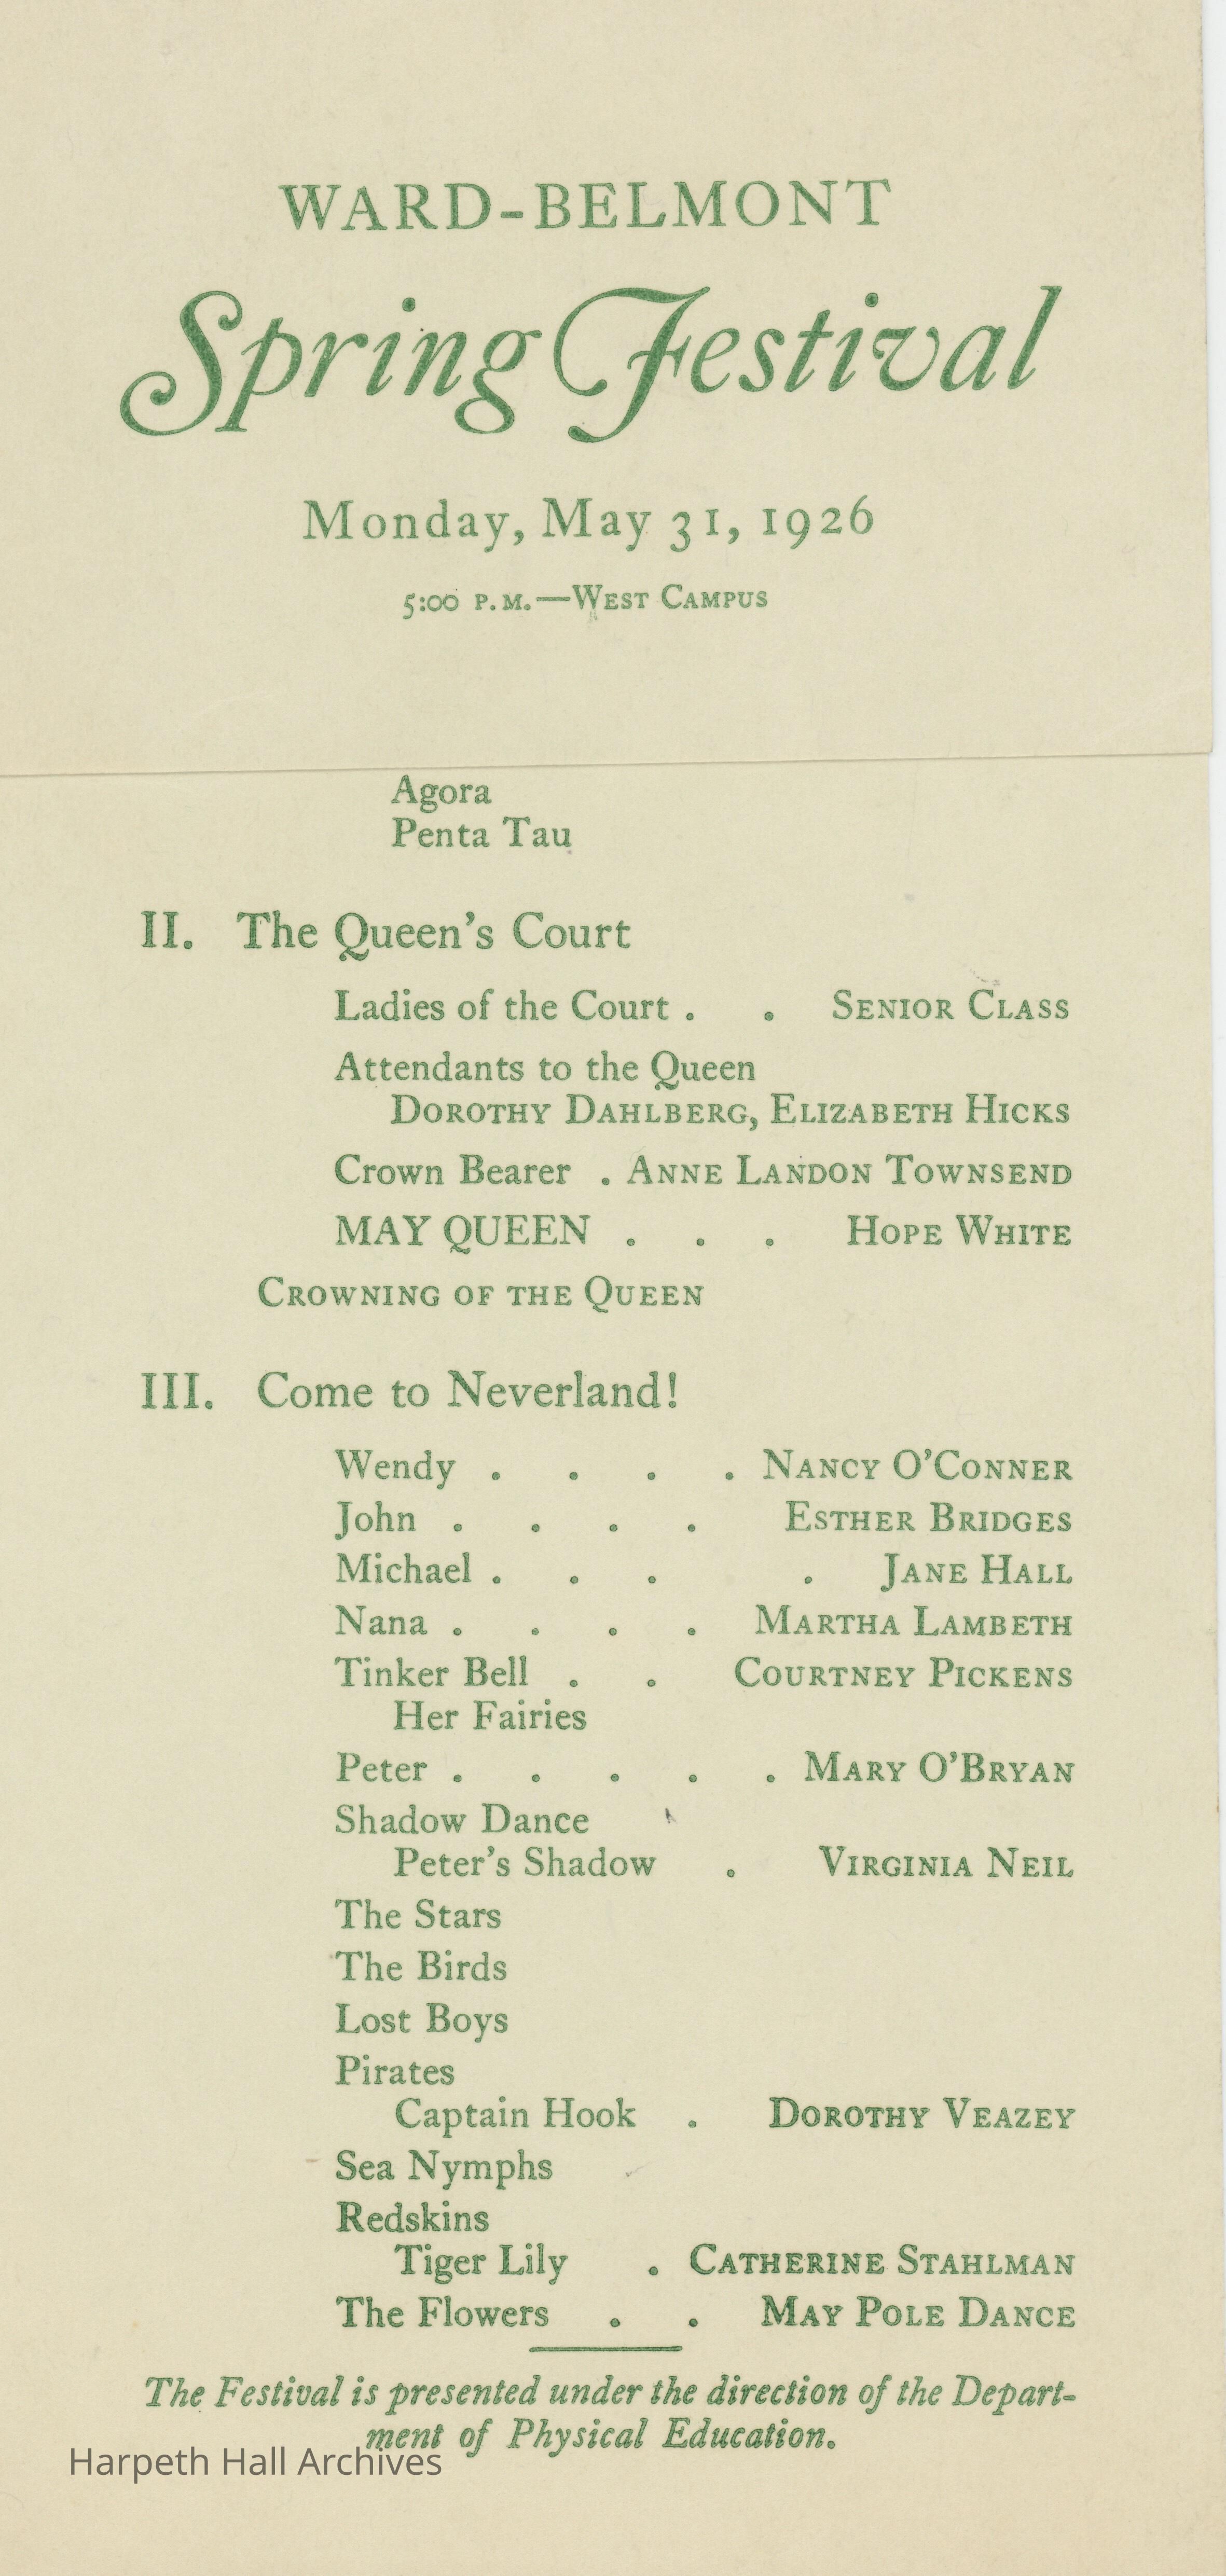 WARD-BELMONT
Spring Festival
Monday, May 31, 1926
5:00 P.M.—WEST CAMPUS
Agora
Penta Tau
II. The Queen's Court
Ladies of the Court . . SENIOR CLASS
Attendants to the Queen
DOROTHY DAHLBERG, ELIZABETH HICKS
Crown Bearer . ANNE LANDON TOWNSEND
MAY QUEEN . . . HOPE WHITE
CROWNING OF THE QUEEN
III. Come to Neverland!
Wendy . . . . NANCY O'CONNER
John . . . . ESTHER BRIDGES
Michael . . . . JANE HALL
Nana . . . . MARTHA LAMBETH
Tinker Bell . . COURTNEY PICKENS
Her Fairies
Peter . . . . . MARY O'BRYAN
Shadow Dance
Peter's Shadow . VIRGINIA NEIL
The Stars
The Birds
Lost Boys
Pirates
Captain Hook . DOROTHY VEAZEY
Sea Nymphs
Redskins
Tiger Lily . CATHERINE STAHLMAN
The Flowers . . MAY POLE DANCE
The Festival is presented under the direction of the Depart-
ment of Physical Education.
Harpeth Hall Archives